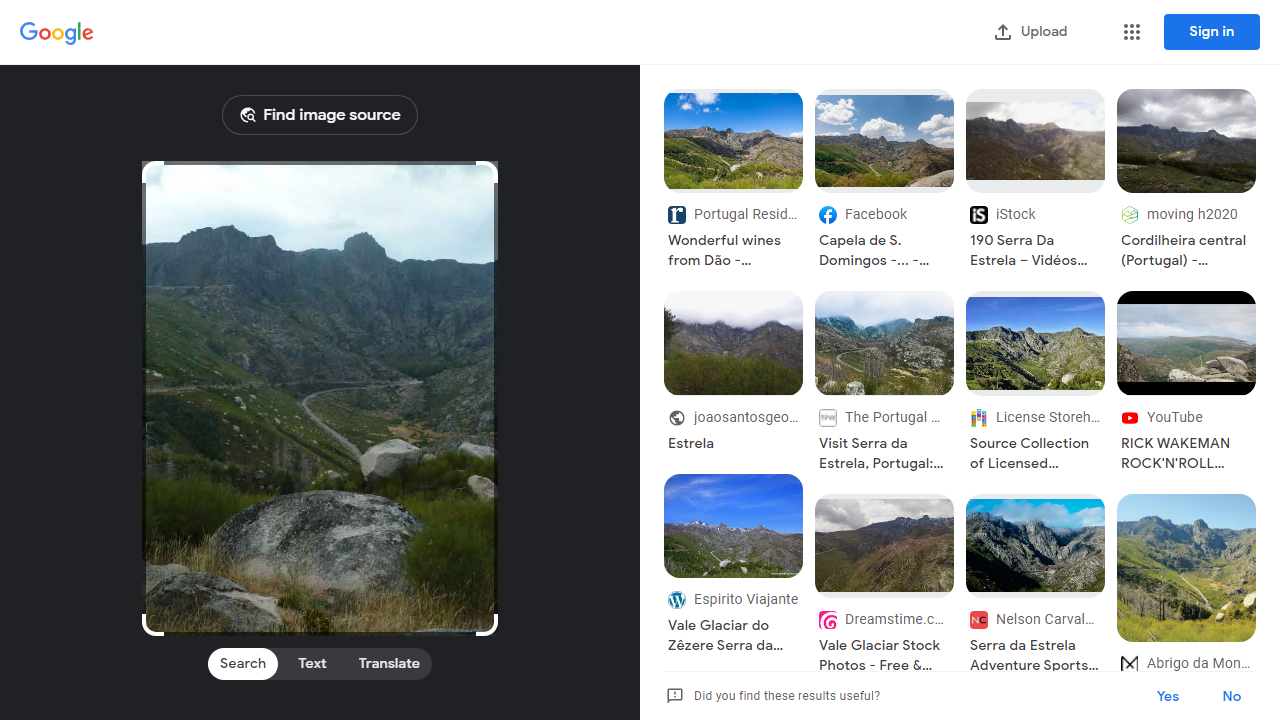 Google
Upload
Sign in
Find image source
Portugal Resid...
Wonderful wines
from Dão -...
Facebook
Capela de S.
Domingos -... -...
iStock
190 Serra Da
Estrela – Vidéos...
moving h2020
Cordilheira central
(Portugal) -...
joaosantosgeo...
Estrela
The Portugal ...
Visit Serra da
Estrela, Portugal:...
License Storeh...
Source Collection
of Licensed...
YouTube
RICK WAKEMAN
ROCK'N'ROLL...
Espirito Viajante
Vale Glaciar do
Zêzere Serra da...
Dreamstime.c...
Vale Glaciar Stock
Photos - Free &...
Nelson Carval...
Serra da Estrela
Adventure Sports...
Abrigo da Mon...
Search
Text
Translate
Did you find these results useful?
Yes
No